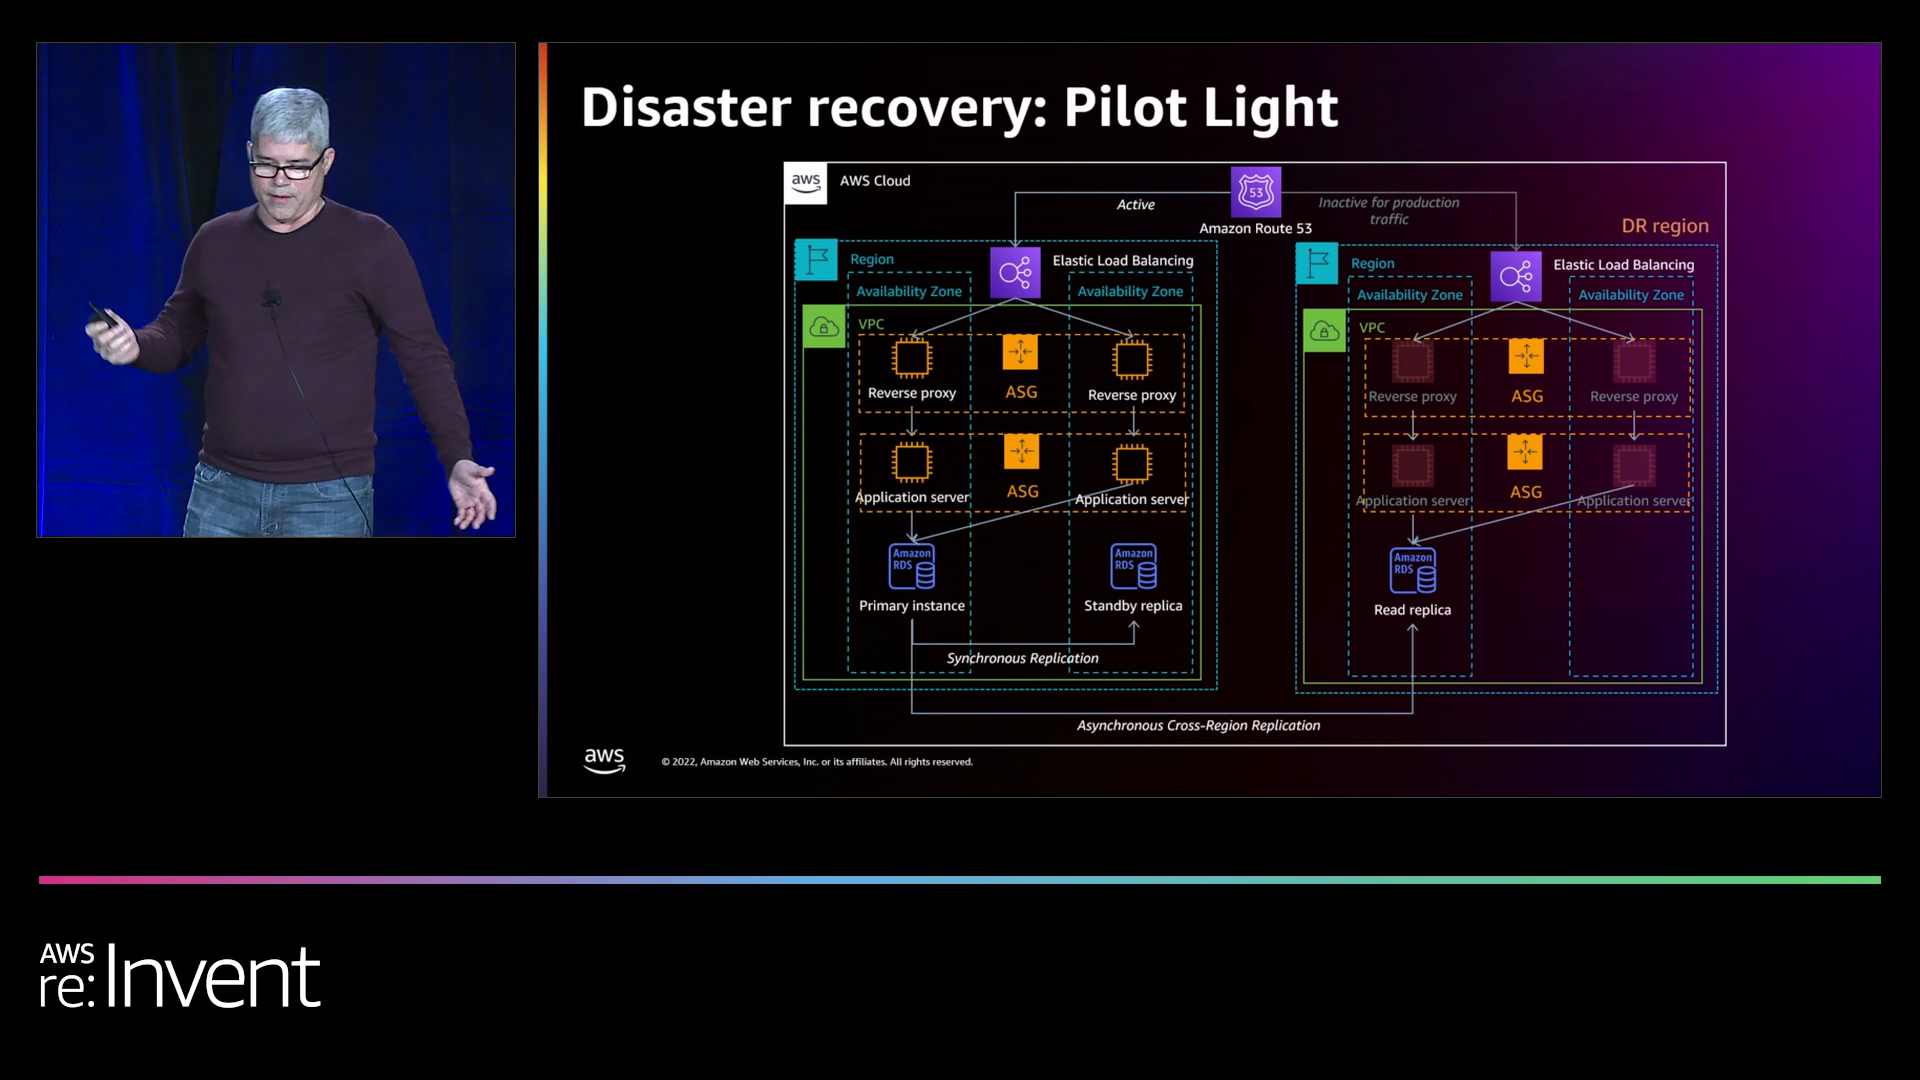 Disaster recovery: Pilot Light
aws
AWS Cloud
53
Active
Inactive for production
traffic
Amazon Route 53
DR region
Region
Elastic Load Balancing
Availability Zone
Availability Zone
VPC
Reverse proxy
ASG
Reverse proxy
Application server
ASG
Application server
Amazon
RDS
Primary instance
Amazon
RDS
Standby replica
Synchronous Replication
Region
Elastic Load Balancing
Availability Zone
Availability Zone
VPC
Reverse proxy
ASG
Reverse proxy
Application server
ASG
Application server
Amazon
RDS
Read replica
Asynchronous Cross-Region Replication
aws
© 2022, Amazon Web Services, Inc. or its affiliates. All rights reserved.
AWS
re:Invent